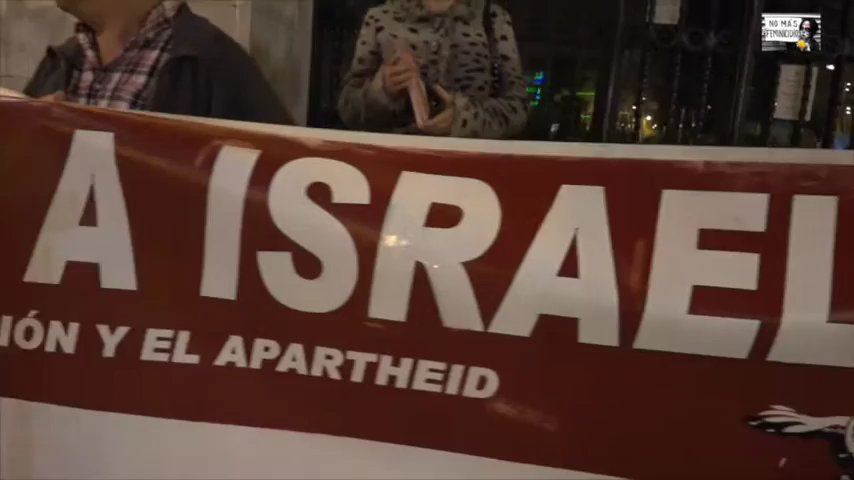 NO MÁS
FEMINICIDIO
A ISRAEL
IÓN Y EL APARTHEID